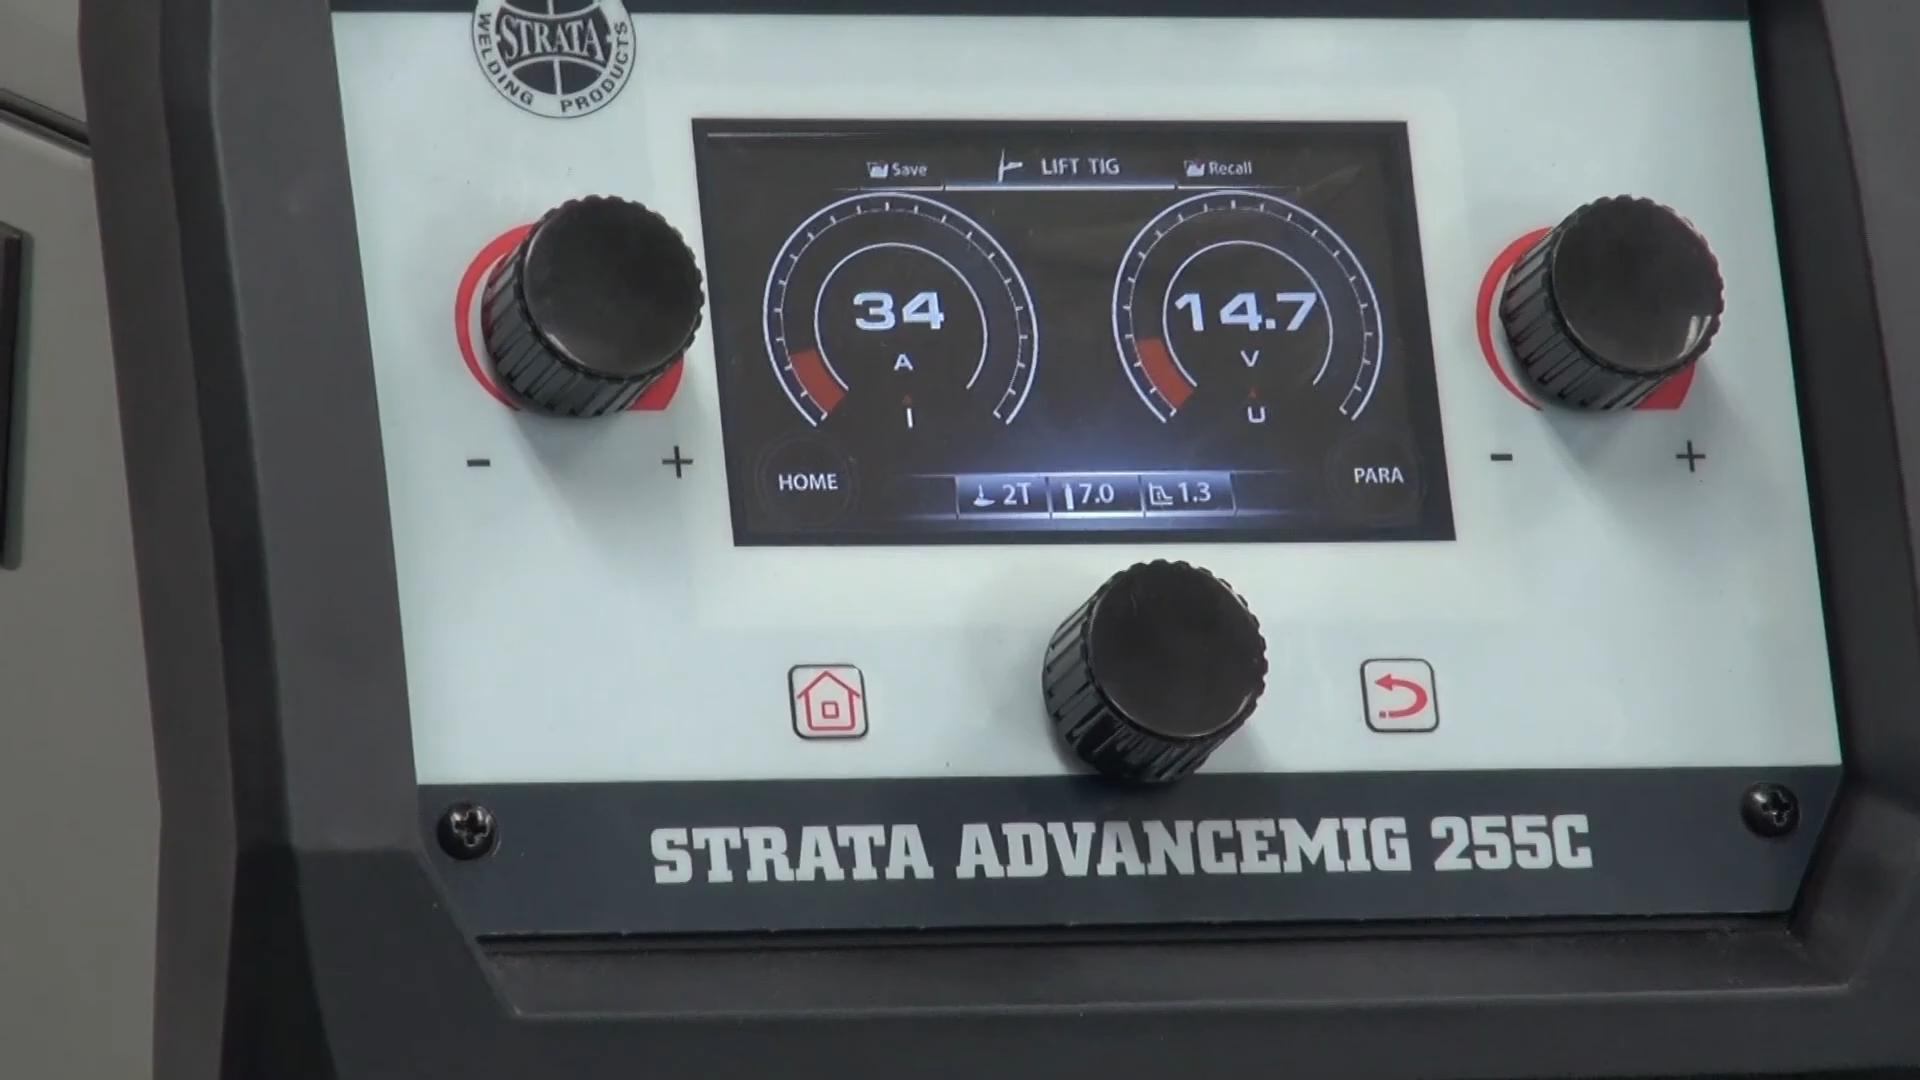 STRATA
WELDING PRODUCTS
Save LIFT TIG Recall
34 14.7
A V
I U
HOME 2T 7.0 1.3 PARA
- + - +
STRATA ADVANCEMIG 255C